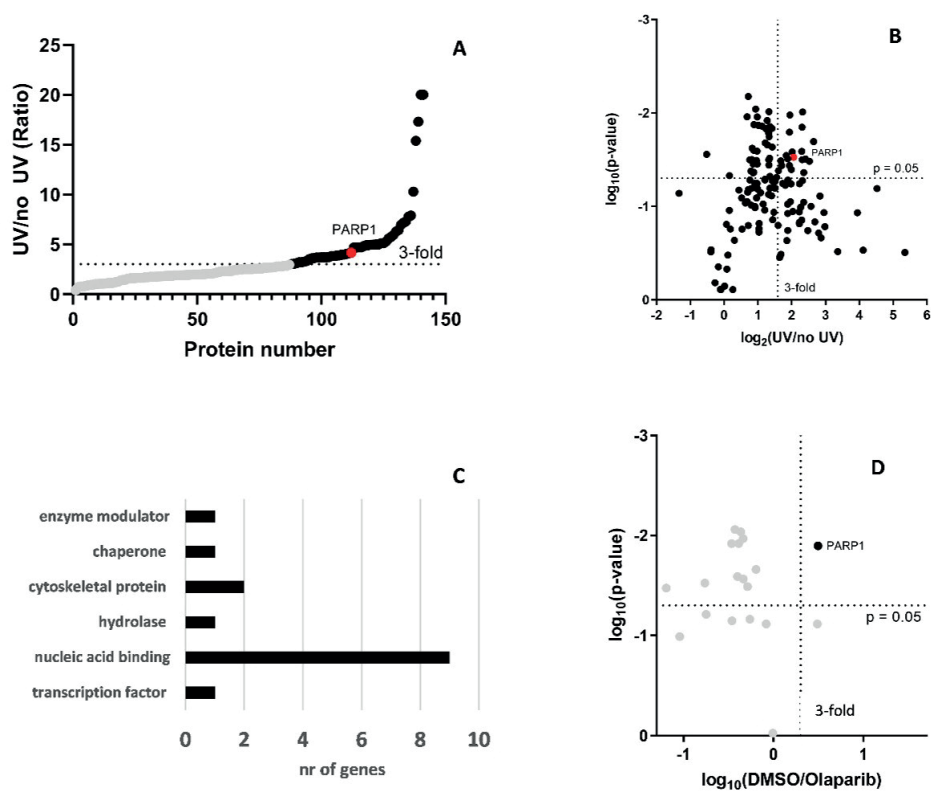 A
UV/no UV (Ratio)
25
20
15
10
5
0
PARP1
3-fold
0
50
100
150
Protein number
B
log10(p-value)
-3
-2
-1
0
PARP1
p = 0.05
3-fold
-2
-1
0
1
2
3
4
5
6
log2(UV/no UV)
C
enzyme modulator
chaperone
cytoskeletal protein
hydrolase
nucleic acid binding
transcription factor
0
2
4
6
8
10
nr of genes
D
log10(p-value)
-3
-2
-1
0
PARP1
p = 0.05
3-fold
-1
0
1
log10(DMSO/Olaparib)